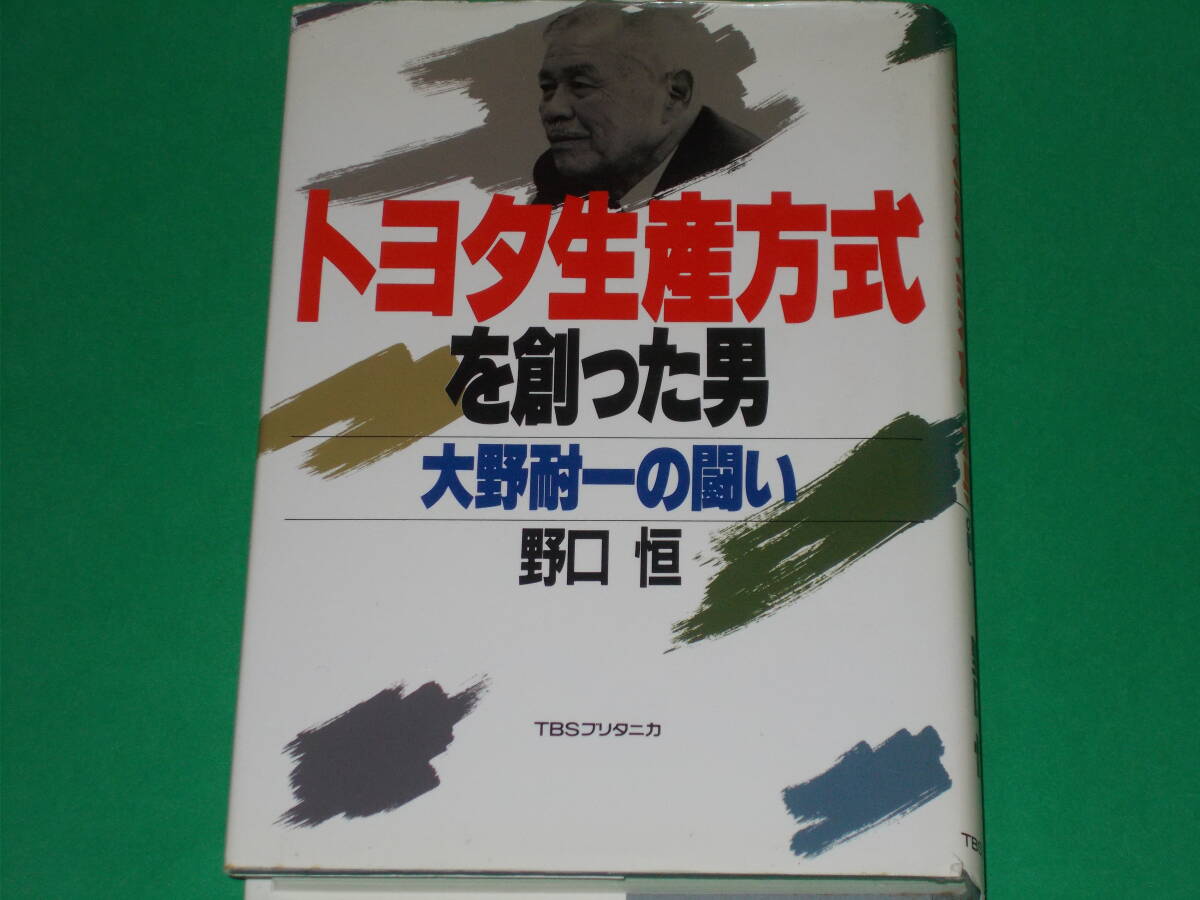 トヨタ生産方式
を創った男
大野耐一の闘い
野口 恒
TBSブリタニカ